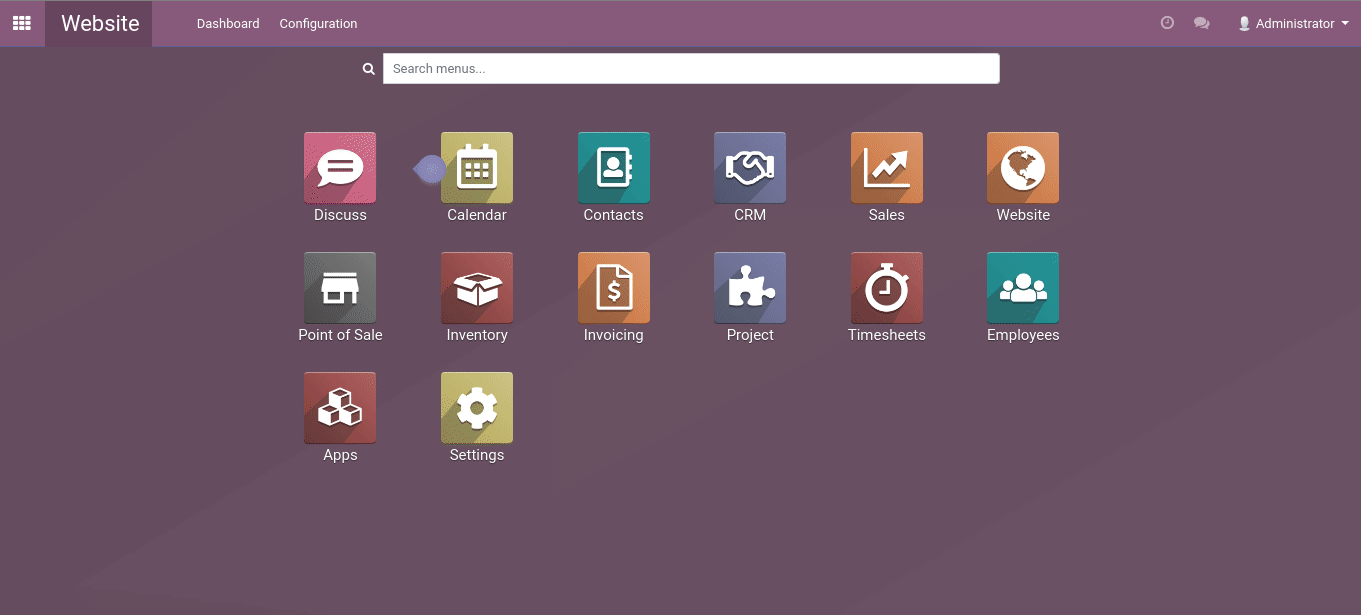 Website Dashboard Configuration Administrator
Search menus...
Discuss Calendar Contacts CRM Sales Website
Point of Sale Inventory Invoicing Project Timesheets Employees
Apps Settings